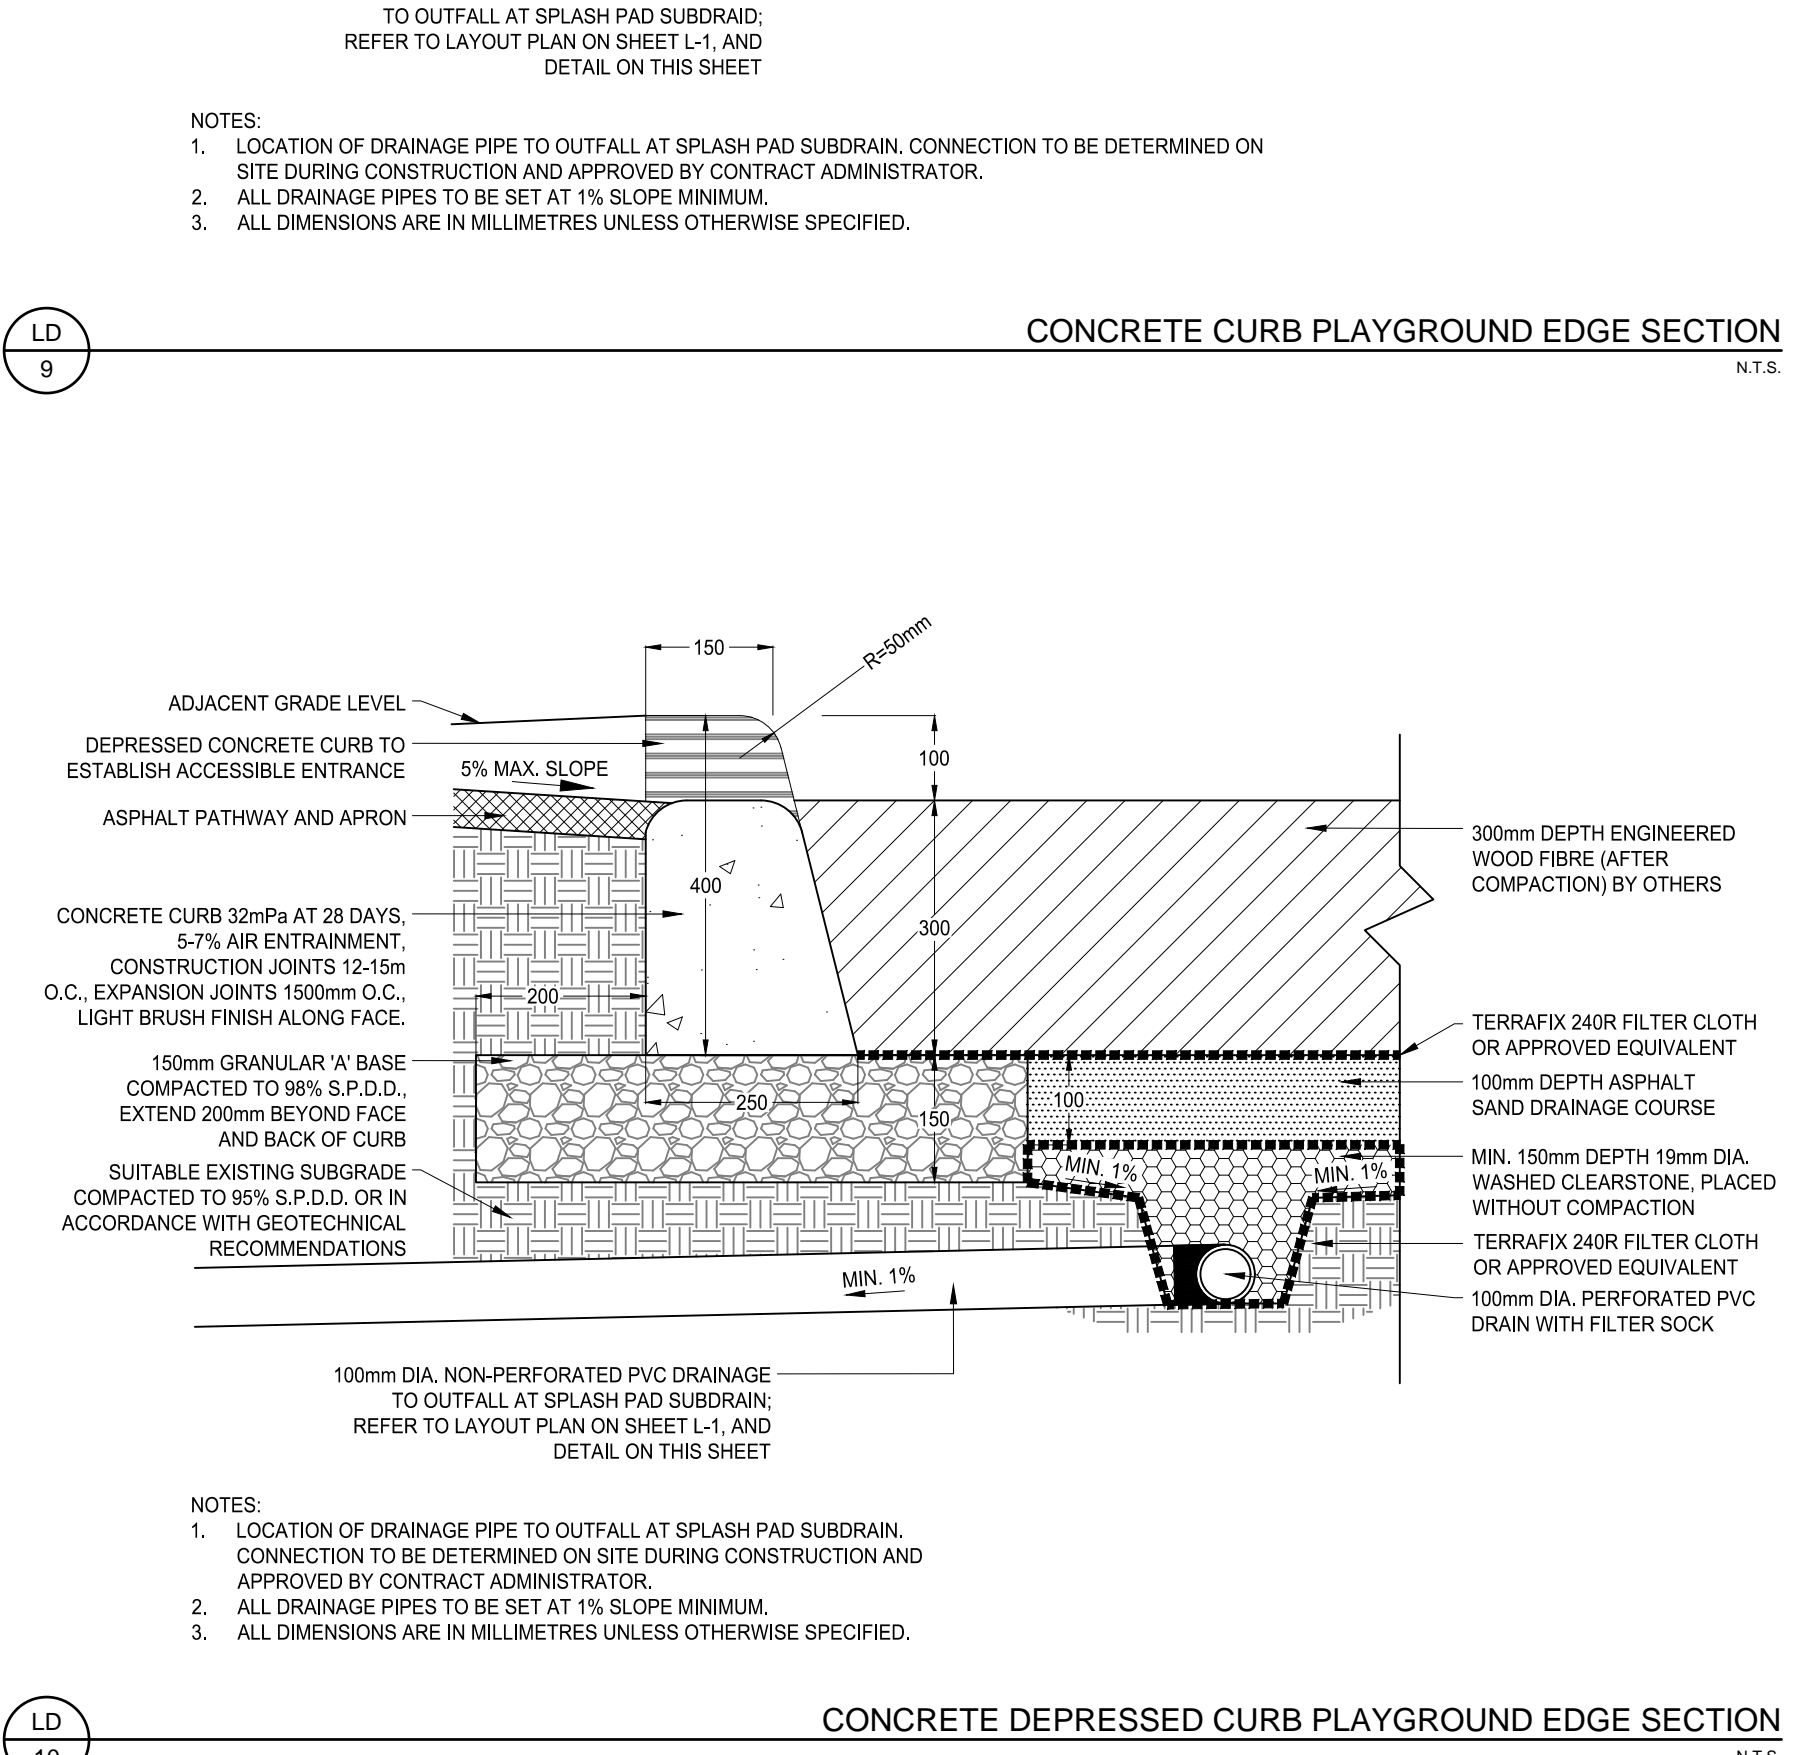 TO OUTFALL AT SPLASH PAD SUBDRAID;
REFER TO LAYOUT PLAN ON SHEET L-1, AND
DETAIL ON THIS SHEET
NOTES:
1. LOCATION OF DRAINAGE PIPE TO OUTFALL AT SPLASH PAD SUBDRAIN. CONNECTION TO BE DETERMINED ON
SITE DURING CONSTRUCTION AND APPROVED BY CONTRACT ADMINISTRATOR.
2. ALL DRAINAGE PIPES TO BE SET AT 1% SLOPE MINIMUM.
3. ALL DIMENSIONS ARE IN MILLIMETRES UNLESS OTHERWISE SPECIFIED.
LD
9
CONCRETE CURB PLAYGROUND EDGE SECTION
N.T.S.
150
R=50mm
ADJACENT GRADE LEVEL
DEPRESSED CONCRETE CURB TO
ESTABLISH ACCESSIBLE ENTRANCE
5% MAX. SLOPE
100
ASPHALT PATHWAY AND APRON
300mm DEPTH ENGINEERED
WOOD FIBRE (AFTER
COMPACTION) BY OTHERS
400
300
CONCRETE CURB 32mPa AT 28 DAYS,
5-7% AIR ENTRAINMENT,
CONSTRUCTION JOINTS 12-15m
O.C., EXPANSION JOINTS 1500mm O.C.,
LIGHT BRUSH FINISH ALONG FACE.
200
TERRAFIX 240R FILTER CLOTH
OR APPROVED EQUIVALENT
150mm GRANULAR 'A' BASE
COMPACTED TO 98% S.P.D.D.,
EXTEND 200mm BEYOND FACE
AND BACK OF CURB
250
150
100
100mm DEPTH ASPHALT
SAND DRAINAGE COURSE
SUITABLE EXISTING SUBGRADE
COMPACTED TO 95% S.P.D.D. OR IN
ACCORDANCE WITH GEOTECHNICAL
RECOMMENDATIONS
MIN. 1%
MIN. 1%
MIN. 150mm DEPTH 19mm DIA.
WASHED CLEARSTONE, PLACED
WITHOUT COMPACTION
TERRAFIX 240R FILTER CLOTH
OR APPROVED EQUIVALENT
MIN. 1%
100mm DIA. PERFORATED PVC
DRAIN WITH FILTER SOCK
100mm DIA. NON-PERFORATED PVC DRAINAGE
TO OUTFALL AT SPLASH PAD SUBDRAIN;
REFER TO LAYOUT PLAN ON SHEET L-1, AND
DETAIL ON THIS SHEET
NOTES:
1. LOCATION OF DRAINAGE PIPE TO OUTFALL AT SPLASH PAD SUBDRAIN.
CONNECTION TO BE DETERMINED ON SITE DURING CONSTRUCTION AND
APPROVED BY CONTRACT ADMINISTRATOR.
2. ALL DRAINAGE PIPES TO BE SET AT 1% SLOPE MINIMUM.
3. ALL DIMENSIONS ARE IN MILLIMETRES UNLESS OTHERWISE SPECIFIED.
LD
10
CONCRETE DEPRESSED CURB PLAYGROUND EDGE SECTION
N.T.S.